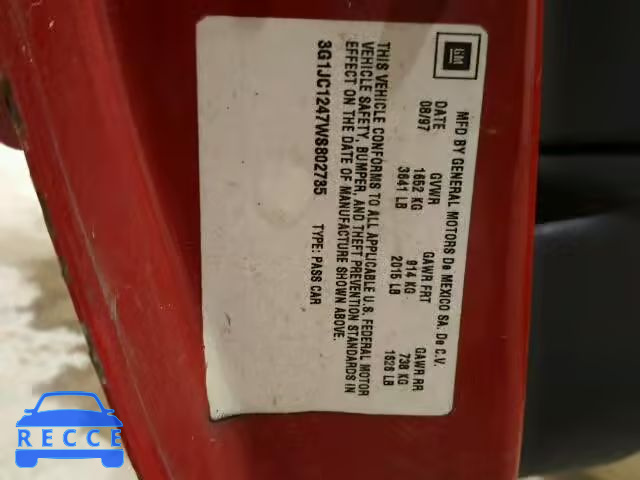 GM
MFD BY GENERAL MOTORS De MEXICO SA. De C.V.
DATE GVWR GAWR FRT GAWR RR
08/97 1652 KG 914 KG 738 KG
3641 LB 2015 LB 1626 LB
THIS VEHICLE CONFORMS TO ALL APPLICABLE U.S. FEDERAL MOTOR
VEHICLE SAFETY, BUMPER, AND THEFT PREVENTION STANDARDS IN
EFFECT ON THE DATE OF MANUFACTURE SHOWN ABOVE.
3G1JC1247WS802735 TYPE: PASS CAR
RECCE